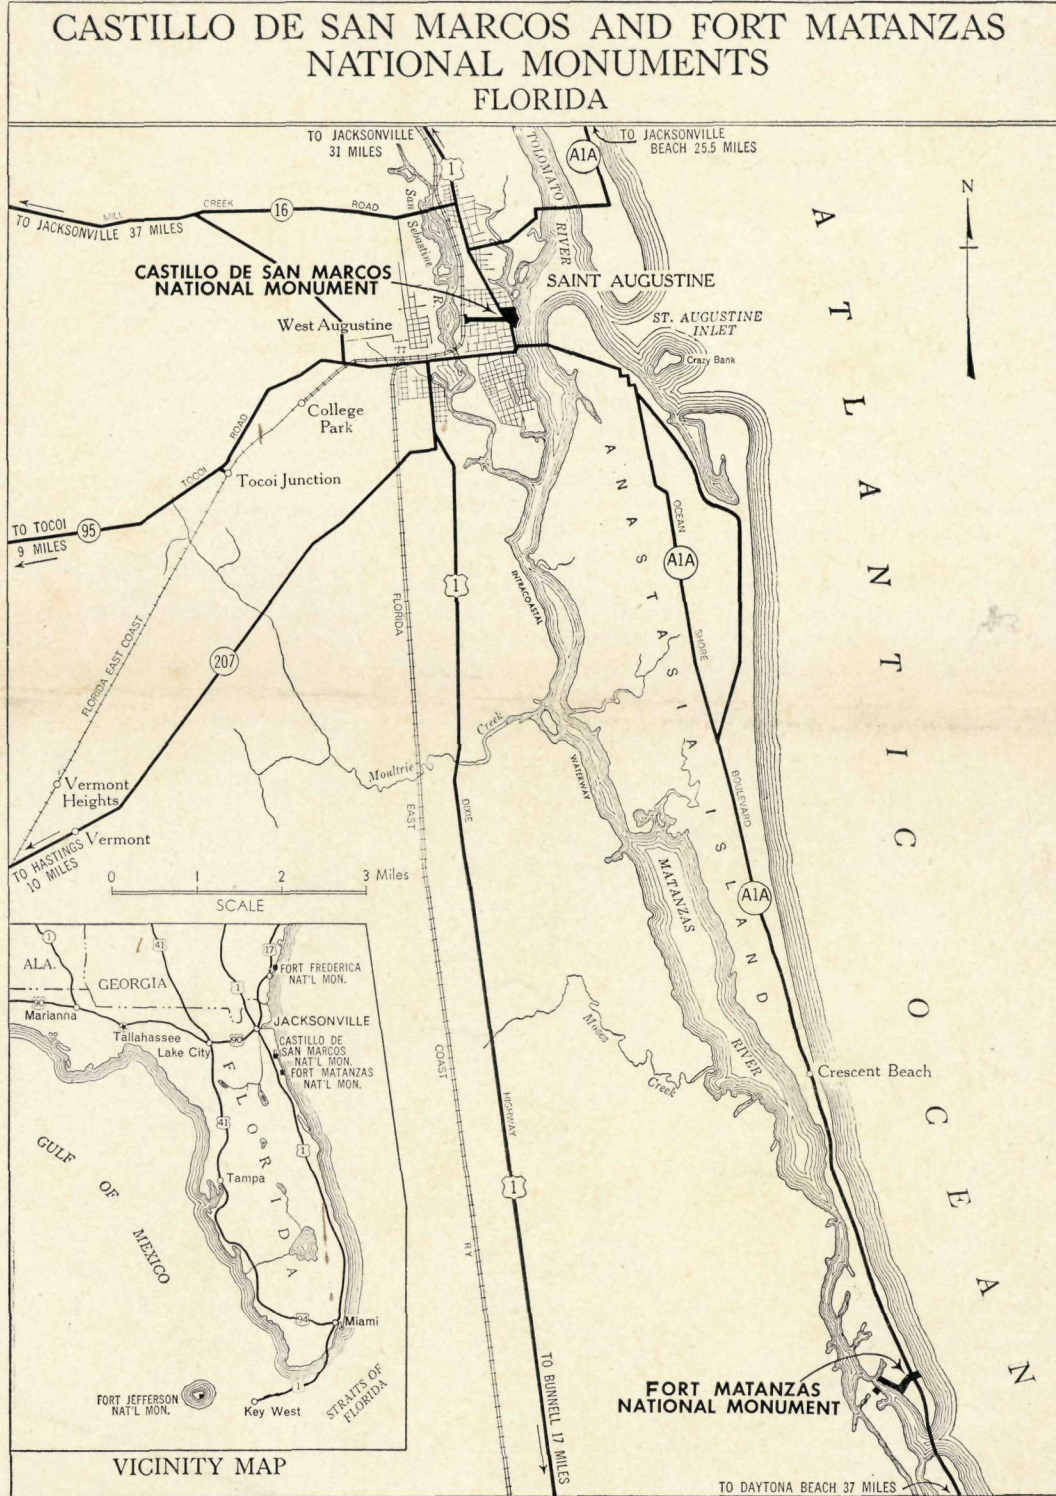 CASTILLO DE SAN MARCOS AND FORT MATANZAS
NATIONAL MONUMENTS
FLORIDA
TO JACKSONVILLE
31 MILES
1
TOLOMATO
RIVER
A1A
TO JACKSONVILLE
BEACH 25.5 MILES
MILL
CREEK
16
ROAD
TO JACKSONVILLE 37 MILES
San Sebastine
R
N
CASTILLO DE SAN MARCOS
NATIONAL MONUMENT
SAINT AUGUSTINE
ST. AUGUSTINE
INLET
Crazy Bank
West Augustine
College
Park
TOCOI
ROAD
Tocoi Junction
TO TOCOI
95
9 MILES
FLORIDA EAST COAST
207
Vermont
Heights
Vermont
TO HASTINGS
10 MILES
FLORIDA
EAST
COAST
RY
1
DIXIE
HIGHWAY
1
TO BUNNELL 17 MILES
INTRACOASTAL
WATERWAY
Moultrie
Creek
ANASTASIA ISLAND
OCEAN
A1A
SHORE
BOULEVARD
A1A
MATANZAS
RIVER
Moses
Creek
Crescent Beach
ATLANTIC OCEAN
FORT MATANZAS
NATIONAL MONUMENT
TO DAYTONA BEACH 37 MILES
0 1 2 3 Miles
SCALE
1
41
17
ALA.
GEORGIA
1
FORT FREDERICA
NAT'L MON.
90
Marianna
Tallahassee
Lake City
90
JACKSONVILLE
CASTILLO DE
SAN MARCOS
NAT'L MON.
FORT MATANZAS
NAT'L MON.
FLORIDA
41
1
GULF
OF
MEXICO
Tampa
94
Miami
FORT JEFFERSON
NAT'L MON.
1
Key West
STRAITS OF
FLORIDA
VICINITY MAP